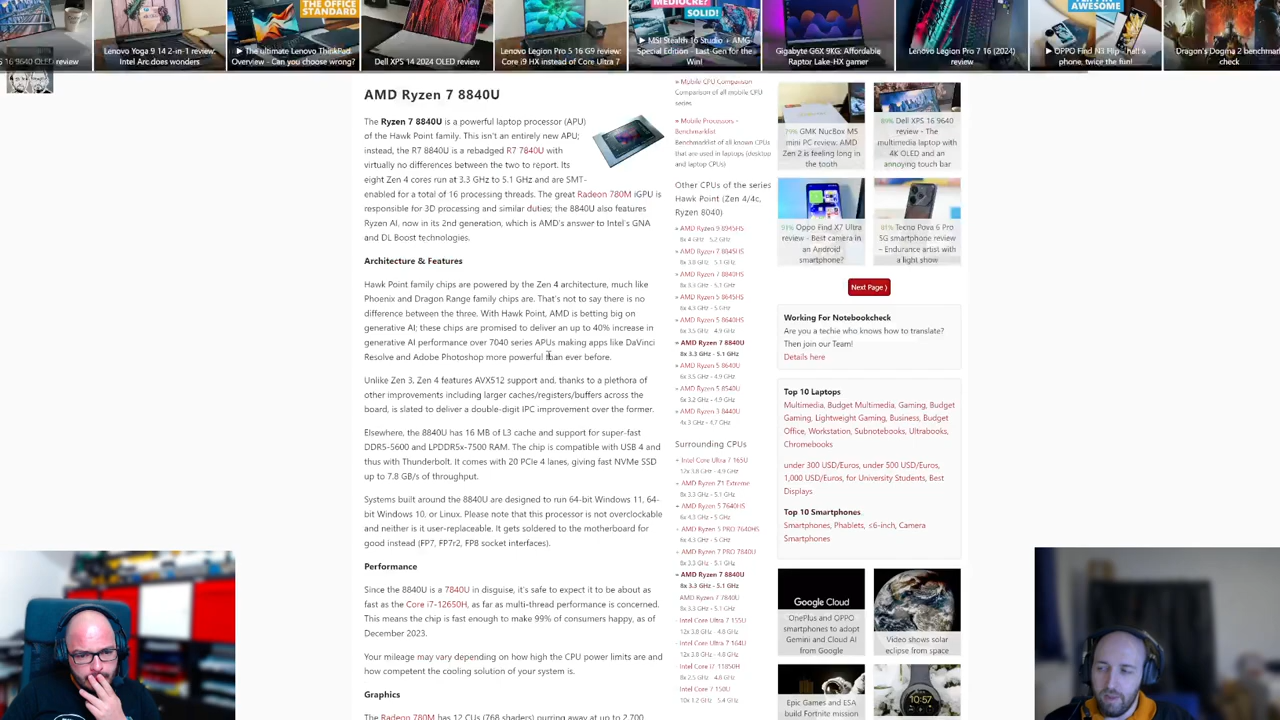 THE OFFICE
STANDARD
MEDIOCRE?
SOLID!
AWESOME
S 16 9640 OLED review
Lenovo Yoga 9 14 2-in-1 review:
Intel Arc does wonders
▶ The ultimate Lenovo ThinkPad.
Overview - Can you choose wrong?
Dell XPS 14 2024 OLED review
Lenovo Legion Pro 5 16 G9 review:
Core i9 HX instead of Core Ultra 7
▶ MSI Stealth 16 Studio + AMG
Special Edition - Last-Gen for the
Win!
Gigabyte G6X 9KG: Affordable
Raptor Lake-HX gamer
Lenovo Legion Pro 7 16 (2024)
review
▶ OPPO Find N3 Flip - half a
phone, twice the fun!
Dragon's Dogma 2 benchmark
check
AMD Ryzen 7 8840U
The Ryzen 7 8840U is a powerful laptop processor (APU)
of the Hawk Point family. This isn't an entirely new APU;
instead, the R7 8840U is a rebadged R7 7840U with
virtually no differences between the two to report. Its
eight Zen 4 cores run at 3.3 GHz to 5.1 GHz and are SMT-
enabled for a total of 16 processing threads. The great Radeon 780M iGPU is
responsible for 3D processing and similar duties; the 8840U also features
Ryzen AI, now in its 2nd generation, which is AMD's answer to Intel's GNA
and DL Boost technologies.
Architecture & Features
Hawk Point family chips are powered by the Zen 4 architecture, much like
Phoenix and Dragon Range family chips are. That's not to say there is no
difference between the three. With Hawk Point, AMD is betting big on
generative AI; these chips are promised to deliver an up to 40% increase in
generative AI performance over 7040 series APUs making apps like DaVinci
Resolve and Adobe Photoshop more powerful than ever before.
Unlike Zen 3, Zen 4 features AVX512 support and, thanks to a plethora of
other improvements including larger caches/registers/buffers across the
board, is slated to deliver a double-digit IPC improvement over the former.
Elsewhere, the 8840U has 16 MB of L3 cache and support for super-fast
DDR5-5600 and LPDDR5x-7500 RAM. The chip is compatible with USB 4 and
thus with Thunderbolt. It comes with 20 PCIe 4 lanes, giving fast NVMe SSD
up to 7.8 GB/s of throughput.
Systems built around the 8840U are designed to run 64-bit Windows 11, 64-
bit Windows 10, or Linux. Please note that this processor is not overclockable
and neither is it user-replaceable. It gets soldered to the motherboard for
good instead (FP7, FP7r2, FP8 socket interfaces).
Performance
Since the 8840U is a 7840U in disguise, it's safe to expect it to be about as
fast as the Core i7-12650H, as far as multi-thread performance is concerned.
This means the chip is fast enough to make 99% of consumers happy, as of
December 2023.
Your mileage may vary depending on how high the CPU power limits are and
how competent the cooling solution of your system is.
Graphics
The Radeon 780M has 12 CUs (768 shaders) purring away at up to 2,700
» Mobile CPU Comparison
Comparison of all mobile CPU
series
» Mobile Processors -
Benchmarklist
Benchmarklist of all known CPUs
that are used in laptops (desktop
and laptop CPUs)
Other CPUs of the series
Hawk Point (Zen 4/4c,
Ryzen 8040)
» AMD Ryzen 9 8945HS
8x 4 GHz - 5.2 GHz
» AMD Ryzen 7 8845HS
8x 3.8 GHz - 5.1 GHz
» AMD Ryzen 7 8840HS
8x 3.3 GHz - 5.1 GHz
» AMD Ryzen 5 8645HS
6x 4.3 GHz - 5 GHz
» AMD Ryzen 5 8640HS
6x 3.5 GHz - 4.9 GHz
» AMD Ryzen 7 8840U
8x 3.3 GHz - 5.1 GHz
» AMD Ryzen 5 8640U
6x 3.5 GHz - 4.9 GHz
» AMD Ryzen 5 8540U
6x 3.2 GHz - 4.9 GHz
» AMD Ryzen 3 8440U
4x 3 GHz - 4.7 GHz
Surrounding CPUs
- Intel Core Ultra 7 165U
12x 3.8 GHz - 4.9 GHz
» AMD Ryzen Z1 Extreme
8x 3.3 GHz - 5.1 GHz
» AMD Ryzen 5 7640HS
6x 4.3 GHz - 5 GHz
» AMD Ryzen 5 PRO 7640HS
6x 4.3 GHz - 5 GHz
» AMD Ryzen 7 PRO 7840U
8x 3.3 GHz - 5.1 GHz
» AMD Ryzen 7 8840U
8x 3.3 GHz - 5.1 GHz
AMD Ryzen 7 7840U
8x 3.3 GHz - 5.1 GHz
- Intel Core Ultra 7 155U
12x 3.8 GHz - 4.8 GHz
- Intel Core Ultra 7 164U
12x 3.8 GHz - 4.8 GHz
Intel Core i7 11850H
8x 2.5 GHz - 4.8 GHz
Intel Core 7 150U
10x 1.2 GHz - 5.4 GHz
GMK NucBox M5
mini PC review. AMD
Zen 2 is feeling long in
the tooth
89% Dell XPS 16 9640
review - The
multimedia laptop with
4K OLED and an
annoying touch bar
Oppo Find X7 Ultra
review - Best camera in
an Android
smartphone?
81% Tecno Pova 6 Pro
5G smartphone review
– Endurance artist with
a light show
Next Page ⟩
Working For Notebookcheck
Are you a techie who knows how to translate?
Then join our Team!
Details here
Top 10 Laptops
Multimedia, Budget Multimedia, Gaming, Budget
Gaming, Lightweight Gaming, Business, Budget
Office, Workstation, Subnotebooks, Ultrabooks,
Chromebooks
under 300 USD/Euros, under 500 USD/Euros,
1,000 USD/Euros, for University Students, Best
Displays
Top 10 Smartphones
Smartphones, Phablets, ≤6-inch, Camera
Smartphones
Google Cloud
OnePlus and OPPO
smartphones to adopt
Gemini and Cloud AI
from Google
Video shows solar
eclipse from space
Epic Games and ESA
build Fortnite mission
10:57